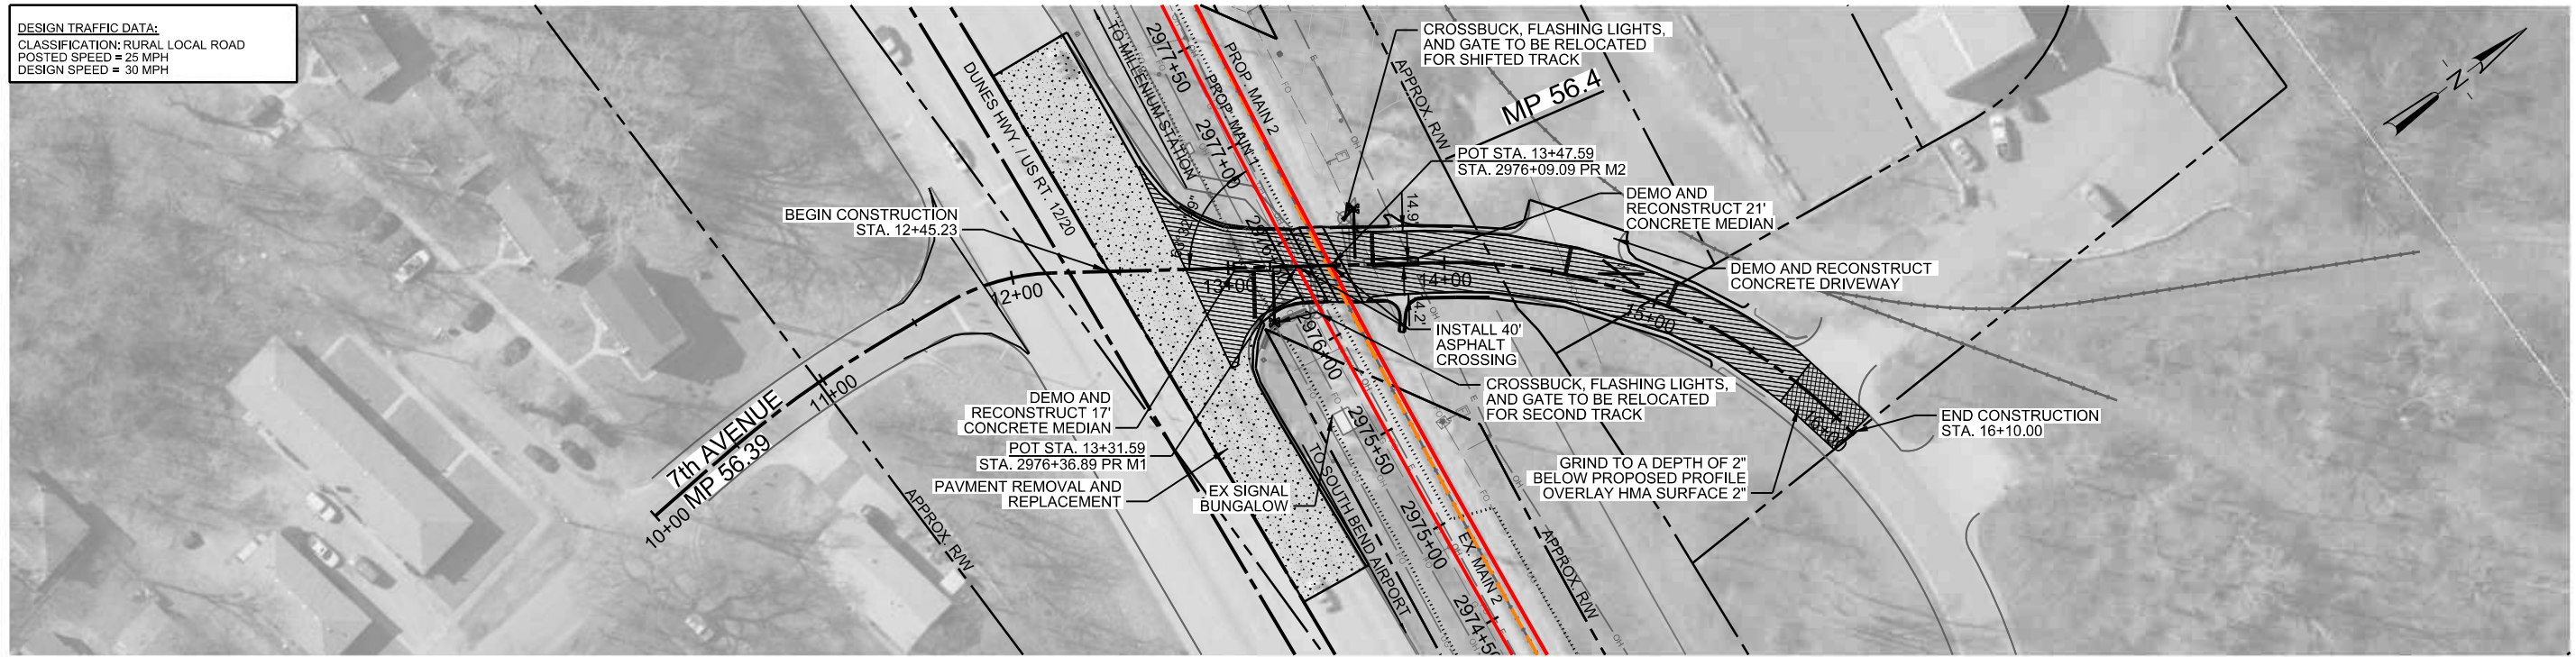 DESIGN TRAFFIC DATA:
CLASSIFICATION: RURAL LOCAL ROAD
POSTED SPEED = 25 MPH
DESIGN SPEED = 30 MPH
CROSSBUCK, FLASHING LIGHTS,
AND GATE TO BE RELOCATED
FOR SHIFTED TRACK
TO MILLENIUM STATION
2977+50
PROP. MAIN 1
PROP. MAIN 2
APPROX. R/W
MP 56.4
DUNES HWY. / US RT. 12/20
2977+00
N
POT STA. 13+47.59
STA. 2976+09.09 PR M2
DEMO AND
RECONSTRUCT 21'
CONCRETE MEDIAN
14.9'
BEGIN CONSTRUCTION
STA. 12+45.23
DEMO AND RECONSTRUCT
CONCRETE DRIVEWAY
12+00
13+00
14+00
15+00
INSTALL 40'
ASPHALT
CROSSING
2976+00
11+00
CROSSBUCK, FLASHING LIGHTS,
AND GATE TO BE RELOCATED
FOR SECOND TRACK
DEMO AND
RECONSTRUCT 17'
CONCRETE MEDIAN
END CONSTRUCTION
STA. 16+10.00
16+00
7th AVENUE
MP 56.39
10+00
POT STA. 13+31.59
STA. 2976+36.89 PR M1
2975+50
GRIND TO A DEPTH OF 2"
BELOW PROPOSED PROFILE
OVERLAY HMA SURFACE 2"
PAVMENT REMOVAL AND
REPLACEMENT
EX SIGNAL
BUNGALOW
TO SOUTH BEND AIRPORT
2975+00
APPROX. R/W
EX. MAIN 2
APPROX. R/W
2974+50